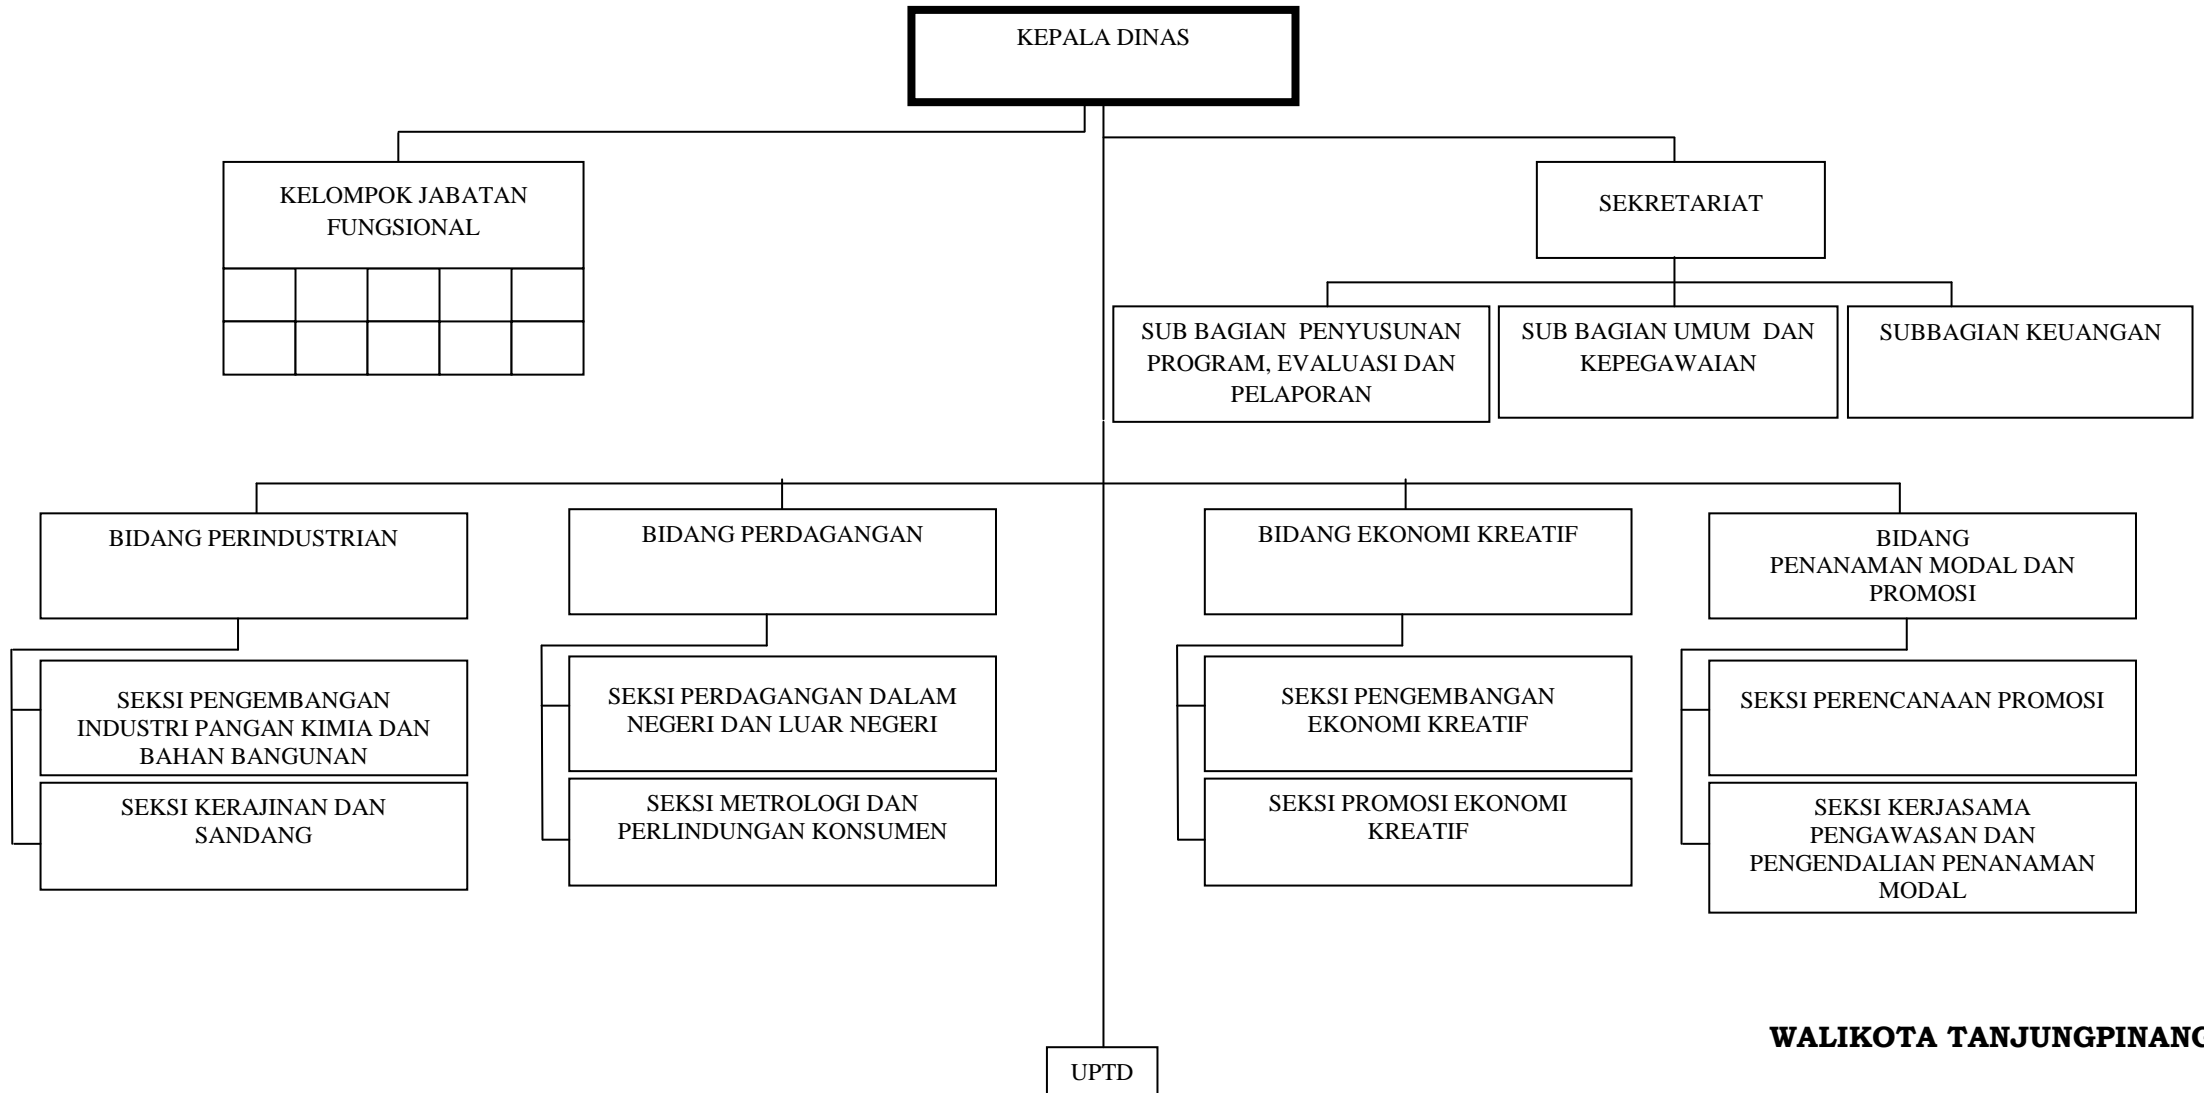 KEPALA DINAS
KELOMPOK JABATAN
FUNGSIONAL
SEKRETARIAT
SUB BAGIAN PENYUSUNAN
PROGRAM, EVALUASI DAN
PELAPORAN
SUB BAGIAN UMUM DAN
KEPEGAWAIAN
SUBBAGIAN KEUANGAN
BIDANG PERINDUSTRIAN
BIDANG PERDAGANGAN
BIDANG EKONOMI KREATIF
BIDANG
PENANAMAN MODAL DAN
PROMOSI
SEKSI PENGEMBANGAN
INDUSTRI PANGAN KIMIA DAN
BAHAN BANGUNAN
SEKSI KERAJINAN DAN
SANDANG
SEKSI PERDAGANGAN DALAM
NEGERI DAN LUAR NEGERI
SEKSI METROLOGI DAN
PERLINDUNGAN KONSUMEN
SEKSI PENGEMBANGAN
EKONOMI KREATIF
SEKSI PROMOSI EKONOMI
KREATIF
SEKSI PERENCANAAN PROMOSI
SEKSI KERJASAMA
PENGAWASAN DAN
PENGENDALIAN PENANAMAN
MODAL
WALIKOTA TANJUNGPINANG
UPTD